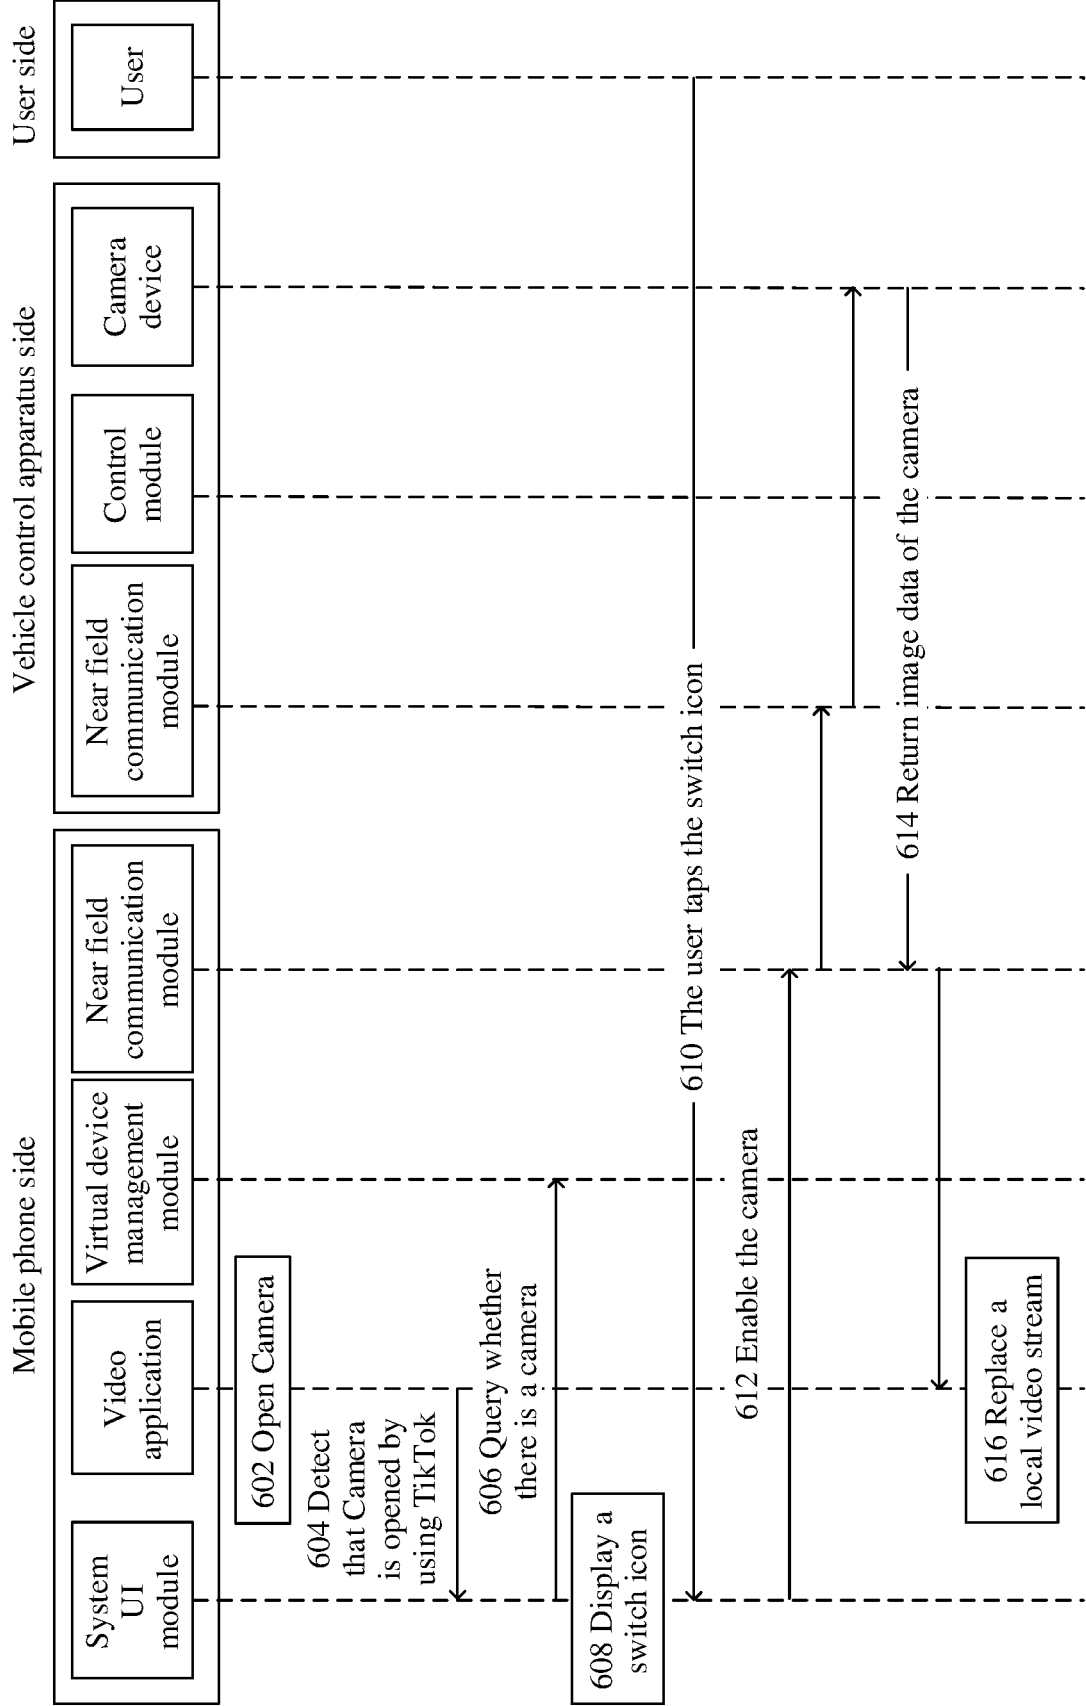 Mobile phone side
Vehicle control apparatus side
User side
System
UI
module
Video
application
Virtual device
management
module
Near field
communication
module
Near field
communication
module
Control
module
Camera
device
User
602 Open Camera
604 Detect
that Camera
is opened by
using TikTok
606 Query whether
there is a camera
608 Display a
switch icon
610 The user taps the switch icon
612 Enable the camera
614 Return image data of the camera
616 Replace a
local video stream